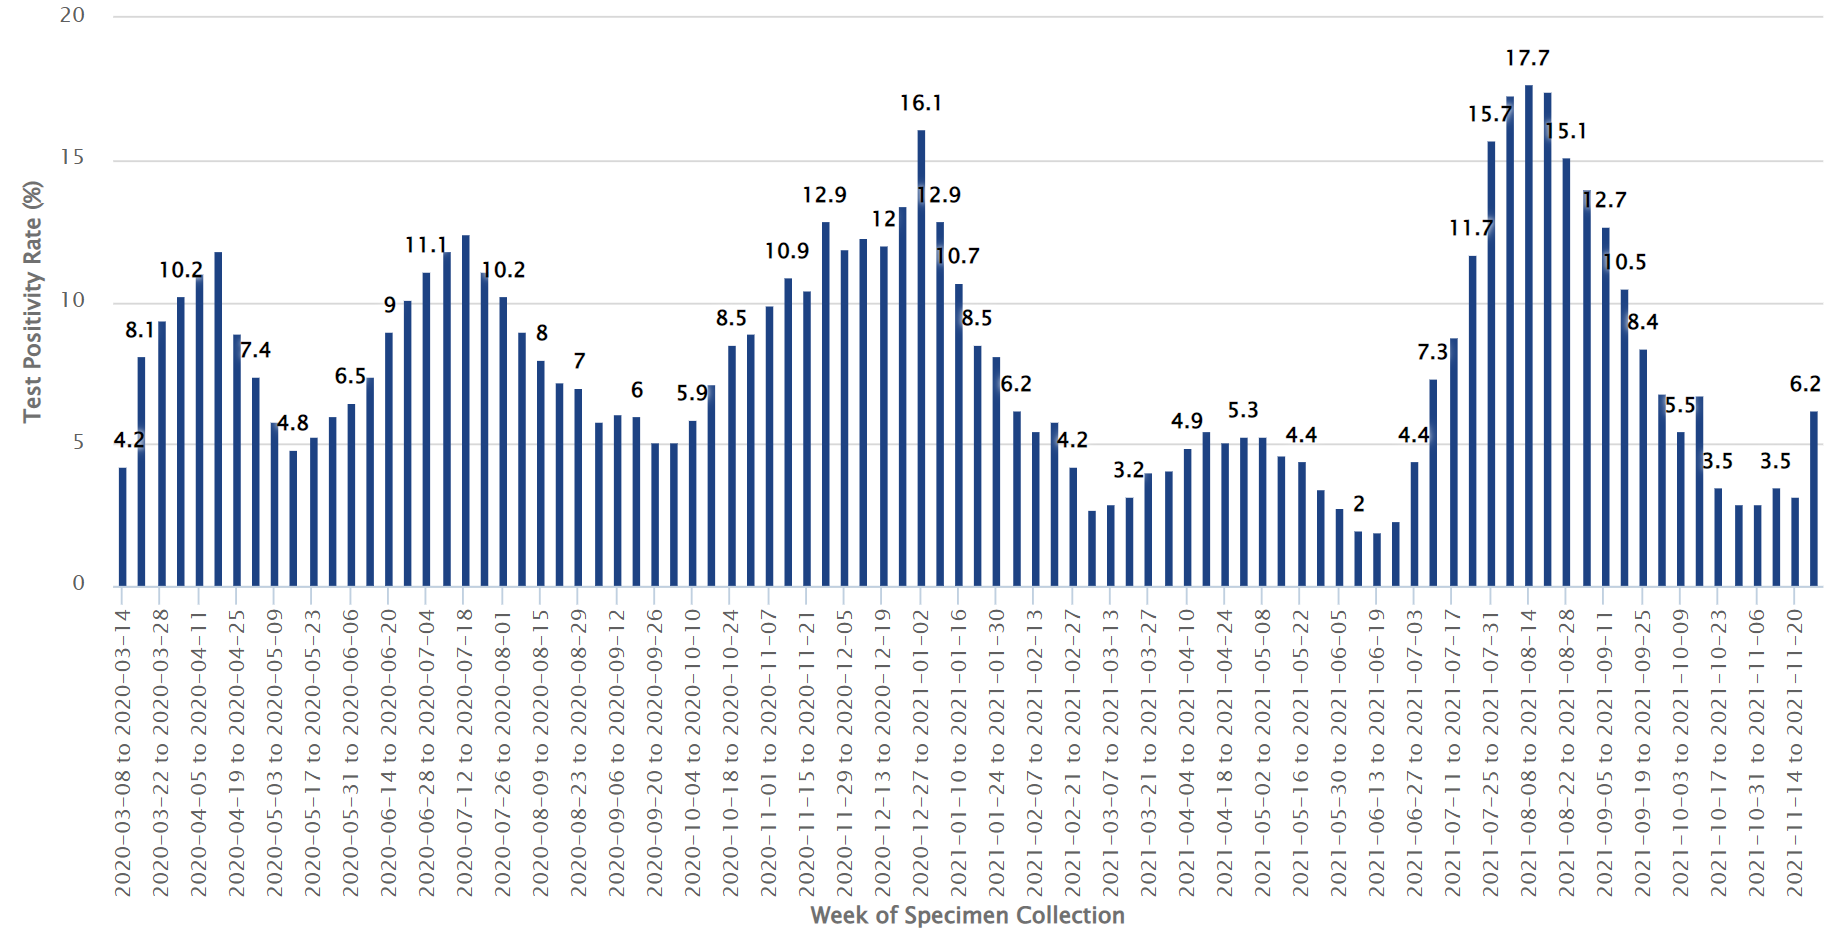 20
15
10
5
0
Test Positivity Rate (%)
4.2
8.1
10.2
7.4
4.8
6.5
9
11.1
10.2
8
7
6
5.9
8.5
10.9
12.9
12
16.1
12.9
10.7
8.5
6.2
4.2
3.2
4.9
5.3
4.4
2
4.4
7.3
11.7
15.7
17.7
15.1
12.7
10.5
8.4
5.5
3.5
3.5
6.2
2020-03-08 to 2020-03-14
2020-03-22 to 2020-03-28
2020-04-05 to 2020-04-11
2020-04-19 to 2020-04-25
2020-05-03 to 2020-05-09
2020-05-17 to 2020-05-23
2020-05-31 to 2020-06-06
2020-06-14 to 2020-06-20
2020-06-28 to 2020-07-04
2020-07-12 to 2020-07-18
2020-07-26 to 2020-08-01
2020-08-09 to 2020-08-15
2020-08-23 to 2020-08-29
2020-09-06 to 2020-09-12
2020-09-20 to 2020-09-26
2020-10-04 to 2020-10-10
2020-10-18 to 2020-10-24
2020-11-01 to 2020-11-07
2020-11-15 to 2020-11-21
2020-11-29 to 2020-12-05
2020-12-13 to 2020-12-19
2020-12-27 to 2021-01-02
2021-01-10 to 2021-01-16
2021-01-24 to 2021-01-30
2021-02-07 to 2021-02-13
2021-02-21 to 2021-02-27
2021-03-07 to 2021-03-13
2021-03-21 to 2021-03-27
2021-04-04 to 2021-04-10
2021-04-18 to 2021-04-24
2021-05-02 to 2021-05-08
2021-05-16 to 2021-05-22
2021-05-30 to 2021-06-05
2021-06-13 to 2021-06-19
2021-06-27 to 2021-07-03
2021-07-11 to 2021-07-17
2021-07-25 to 2021-07-31
2021-08-08 to 2021-08-14
2021-08-22 to 2021-08-28
2021-09-05 to 2021-09-11
2021-09-19 to 2021-09-25
2021-10-03 to 2021-10-09
2021-10-17 to 2021-10-23
2021-10-31 to 2021-11-06
2021-11-14 to 2021-11-20
Week of Specimen Collection